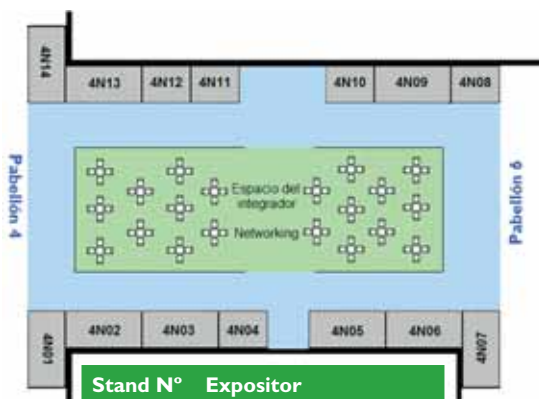 4N14
4N13 4N12 4N11 4N10 4N09 4N08
Pabellón 4
Espacio del
integrador
Networking
Pabellón 6
4N01
4N02 4N03 4N04 4N05 4N06
4N07
Stand Nº Expositor